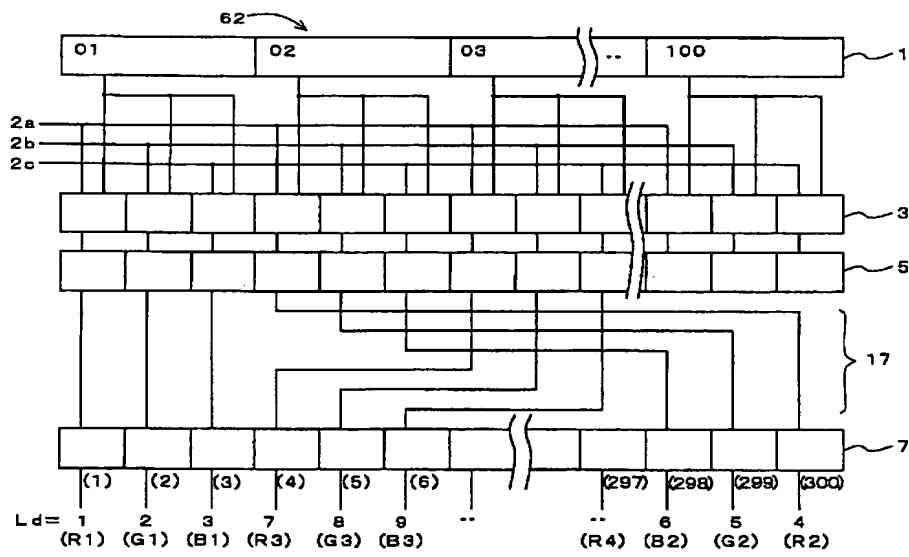 62
01 02 03 -- 100 1
2a
2b
2c
3
5
17
7
(1) (2) (3) (4) (5) (6) (297) (298) (299) (300)
Ld= 1 2 3 7 8 9 -- -- 6 5 4
(R1) (G1) (B1) (R3) (G3) (B3) (R4) (B2) (G2) (R2)